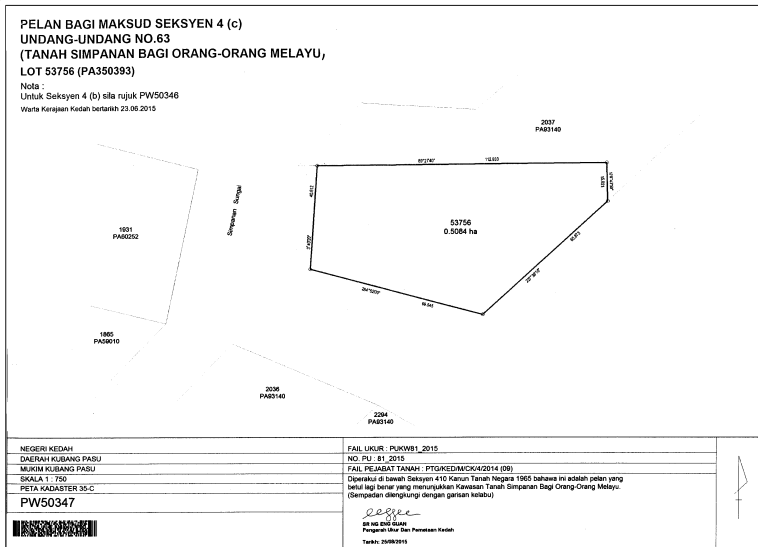 PELAN BAGI MAKSUD SEKSYEN 4 (c)
UNDANG-UNDANG NO.63
(TANAH SIMPANAN BAGI ORANG-ORANG MELAYU,
LOT 53756 (PA350393)
Nota :
Untuk Seksyen 4 (b) sila rujuk PW50346
Warta Kerajaan Kedah bertarikh 23.06.2015
2037
PA93140
Simpanan Sungai
1931
PA60252
53756
0.5084 ha
1865
PA59010
2036
PA93140
2294
PA93140
NEGERI KEDAH
DAERAH KUBANG PASU
MUKIM KUBANG PASU
SKALA 1 : 750
PETA KADASTER 35-C
PW50347
FAIL UKUR : PUKW81_2015
NO. PU : 81_2015
FAIL PEJABAT TANAH : PTG/KED/M/CK/4/2014 (09)
Diperakui di bawah Seksyen 410 Kanun Tanah Negara 1965 bahawa ini adalah pelan yang
betul lagi benar yang menunjukkan Kawasan Tanah Simpanan Bagi Orang-Orang Melayu.
(Sempadan dilengkungi dengan garisan kelabu)
SR NG ENG GUAN
Pengarah Ukur Dan Pemetaan Kedah
Tarikh: 25/08/2015